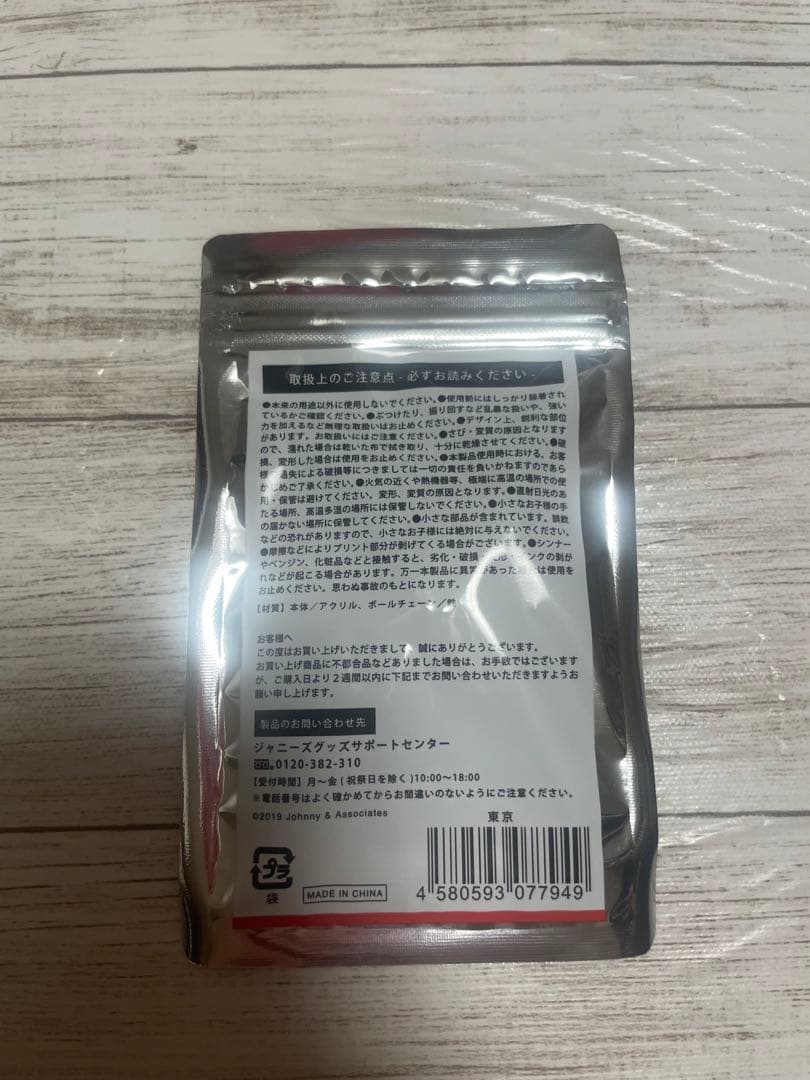 取扱上のご注意点 - 必ずお読みください -
●本来の用途以外に使用しないでください。●使用前にはしっかり装着され
ているかご確認ください。●ぶつけたり、振り回すなど乱暴な扱いや、強い
力を加えるなど無理な取扱いはお止めください。●デザイン上、鋭利な部位
があります。お取扱いにはご注意ください。●さび・変質の原因となります
ので、濡れた場合は乾いた布で拭き取り、十分に乾燥させてください。●破
損、変形した場合は使用をお止めください。●本製品使用時における、お客
様の過失による破損等につきましては一切の責任を負いかねますのであら
かじめご了承ください。●火気の近くや熱機器等、極端に高温の場所での使
用・保管は避けてください。変形、変質の原因となります。●直射日光のあ
たる場所、高温多湿の場所には保管しないでください。●小さなお子様の手
の届かない場所に保管してください。●小さな部品が含まれています。誤飲
などの恐れがありますので、小さなお子様には絶対に与えないでください。
●摩擦などによりプリント部分が剥げてくる場合がございます。●シンナー
やベンジン、化粧品などと接触すると、劣化・破損・変形・インクの剥が
れなどが起こる場合があります。万一本製品に異常があった場合は使用を
お止めください。思わぬ事故のもとになります。
【材質】本体／アクリル、ボールチェーン／鉄
お客様へ
この度はお買い上げいただきまして、誠にありがとうございます。
お買い上げ商品に不都合品などありました場合は、お手数ではございます
が、ご購入日より２週間以内に下記までお問い合わせいただきますようお
願い申し上げます。
製品のお問い合わせ先
ジャニーズグッズサポートセンター
0120-382-310
【受付時間】月～金(祝祭日を除く)10:00～18:00
※電話番号はよく確かめてからお間違いのないようにご注意ください。
©2019 Johnny & Associates
東京
プラ
袋
MADE IN CHINA
4 580593 077949